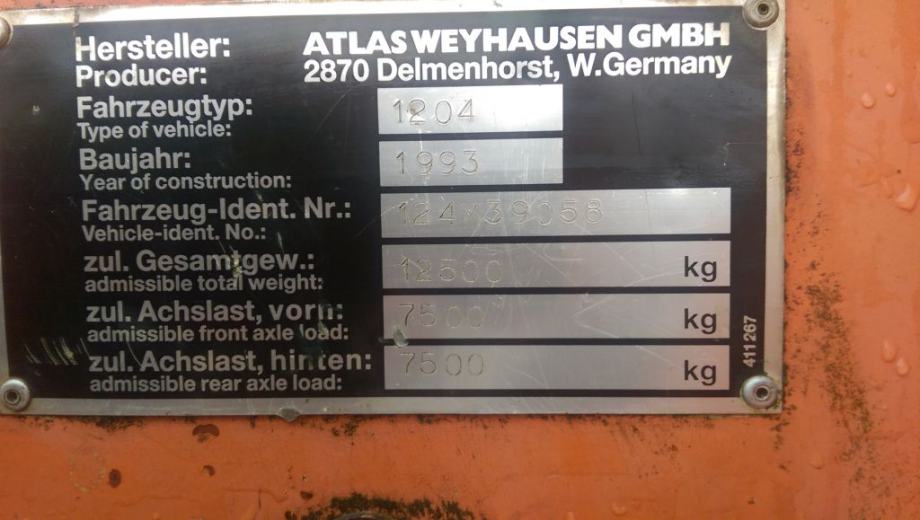 Hersteller: ATLAS WEYHAUSEN GMBH
Producer: 2870 Delmenhorst, W.Germany
Fahrzeugtyp: 1204
Type of vehicle:
Baujahr: 1993
Year of construction:
Fahrzeug-Ident. Nr.: 124 39058
Vehicle-ident. No.:
zul. Gesamtgew.: 12500 kg
admissible total weight:
zul. Achslast, vorn: 7500 kg
admissible front axle load:
zul. Achslast, hinten: 7500 kg
admissible rear axle load:
411267